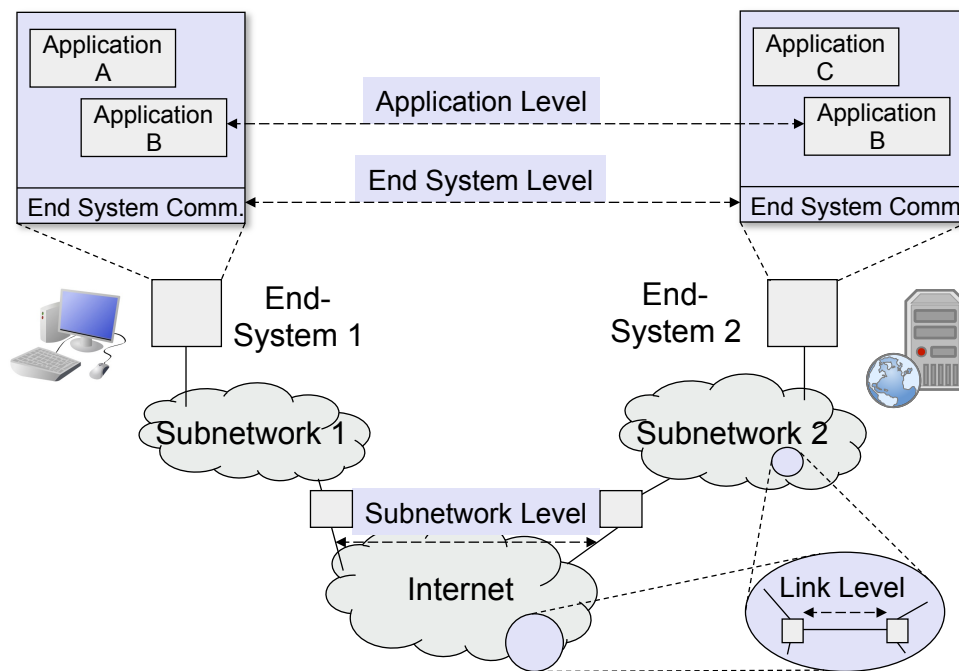 Application
A
Application
B
Application Level
Application
C
Application
B
End System Comm.
End System Level
End System Comm.
End-
System 1
End-
System 2
Subnetwork 1
Subnetwork 2
Subnetwork Level
Internet
Link Level